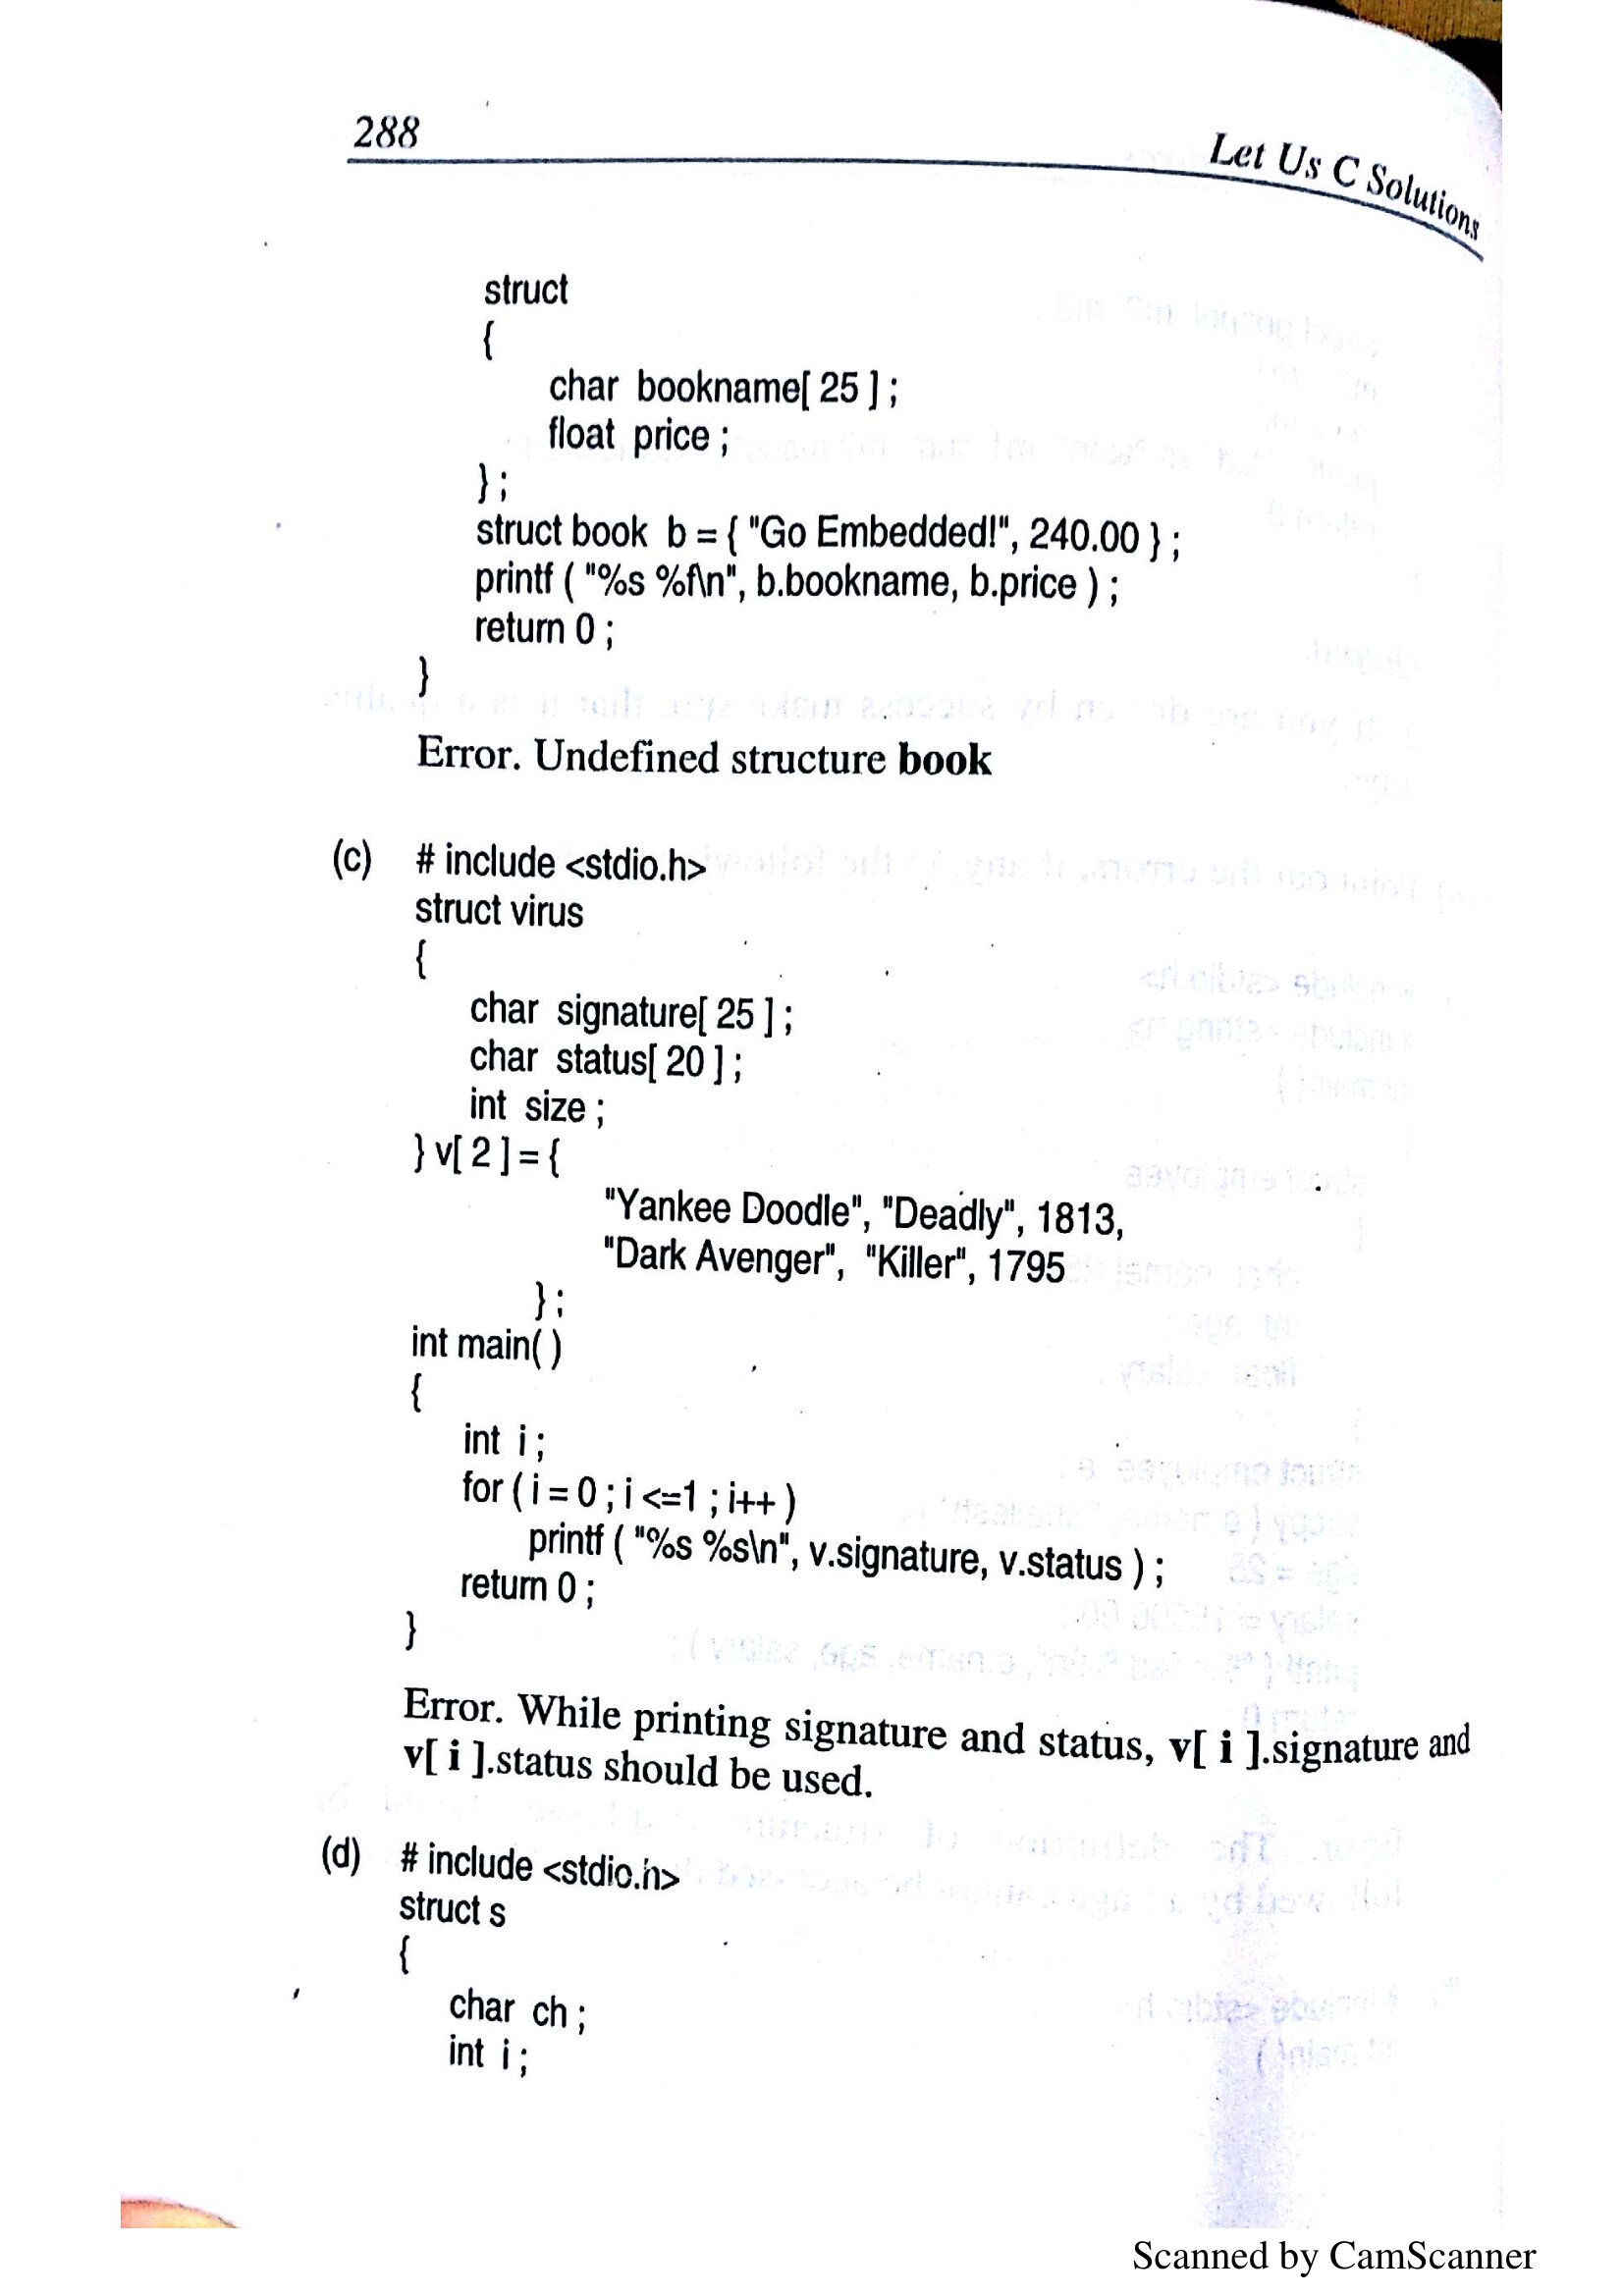 288
Let Us C Solutions
struct
{
char bookname[ 25 ] ;
float price ;
} ;
struct book b = { "Go Embedded!", 240.00 } ;
printf ( "%s %f\n", b.bookname, b.price ) ;
return 0 ;
}
Error. Undefined structure book
(c) # include <stdio.h>
struct virus
{
char signature[ 25 ] ;
char status[ 20 ] ;
int size ;
} v[ 2 ] = {
"Yankee Doodle", "Deadly", 1813,
"Dark Avenger", "Killer", 1795
} ;
int main( )
{
int i ;
for ( i = 0 ; i <=1 ; i++ )
printf ( "%s %s\n", v.signature, v.status ) ;
return 0 ;
}
Error. While printing signature and status, v[ i ].signature and
v[ i ].status should be used.
(d) # include <stdio.h>
struct s
{
char ch ;
int i ;
Scanned by CamScanner